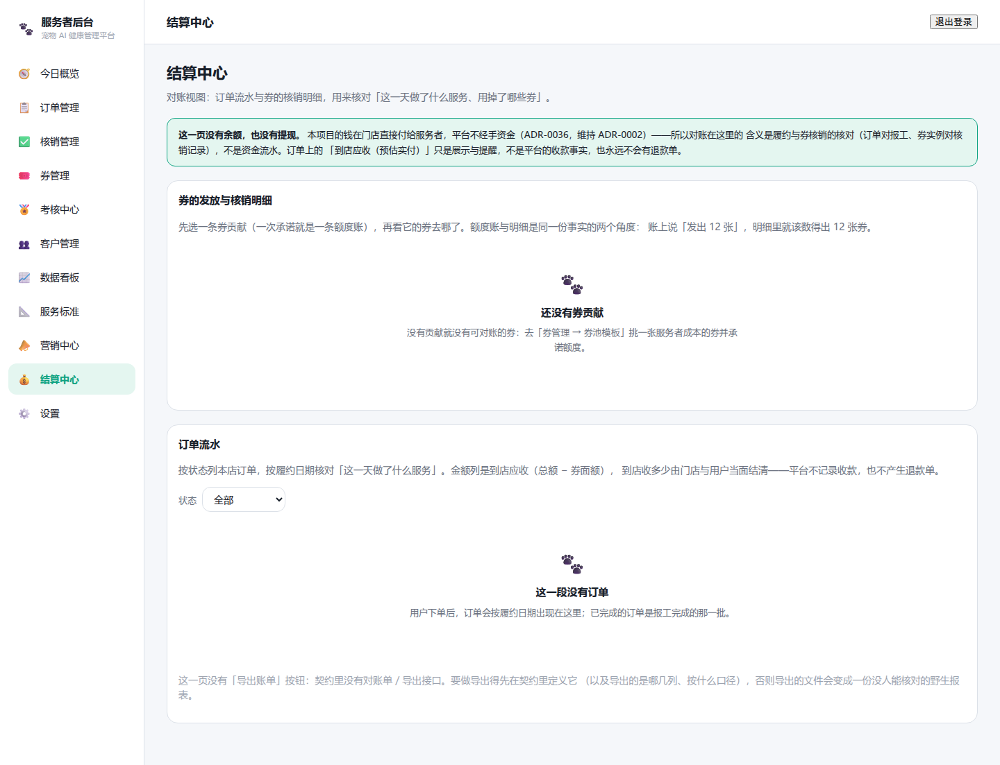 服务者后台
宠物 AI 健康管理平台
今日概览
订单管理
核销管理
券管理
考核中心
客户管理
数据看板
服务标准
营销中心
结算中心
设置
结算中心
退出登录
结算中心
对账视图：订单流水与券的核销明细，用来核对「这一天做了什么服务、用掉了哪些券」。
这一页没有余额，也没有提现。 本项目的钱在门店直接付给服务者，平台不经手资金（ADR-0036，维持 ADR-0002）——所以对账在这里的 含义是履约与券核销的核对（订单对报工、券实例对核
销记录），不是资金流水。订单上的 「到店应收（预估实付）」只是展示与提醒，不是平台的收款事实，也永远不会有退款单。
券的发放与核销明细
先选一条券贡献（一次承诺就是一条额度账），再看它的券去哪了。额度账与明细是同一份事实的两个角度： 账上说「发出 12 张」，明细里就该数得出 12 张券。
还没有券贡献
没有贡献就没有可对账的券：去「券管理 → 券池模板」挑一张服务者成本的券并承
诺额度。
订单流水
按状态列本店订单，按履约日期核对「这一天做了什么服务」。金额列是到店应收（总额 − 券面额）， 到店收多少由门店与用户当面结清——平台不记录收款，也不产生退款单。
状态 全部
这一段没有订单
用户下单后，订单会按履约日期出现在这里；已完成的订单是报工完成的那一批。
这一页没有「导出账单」按钮：契约里没有对账单 / 导出接口。要做导出得先在契约里定义它 （以及导出的是哪几列、按什么口径），否则导出的文件会变成一份没人能核对的野生报
表。